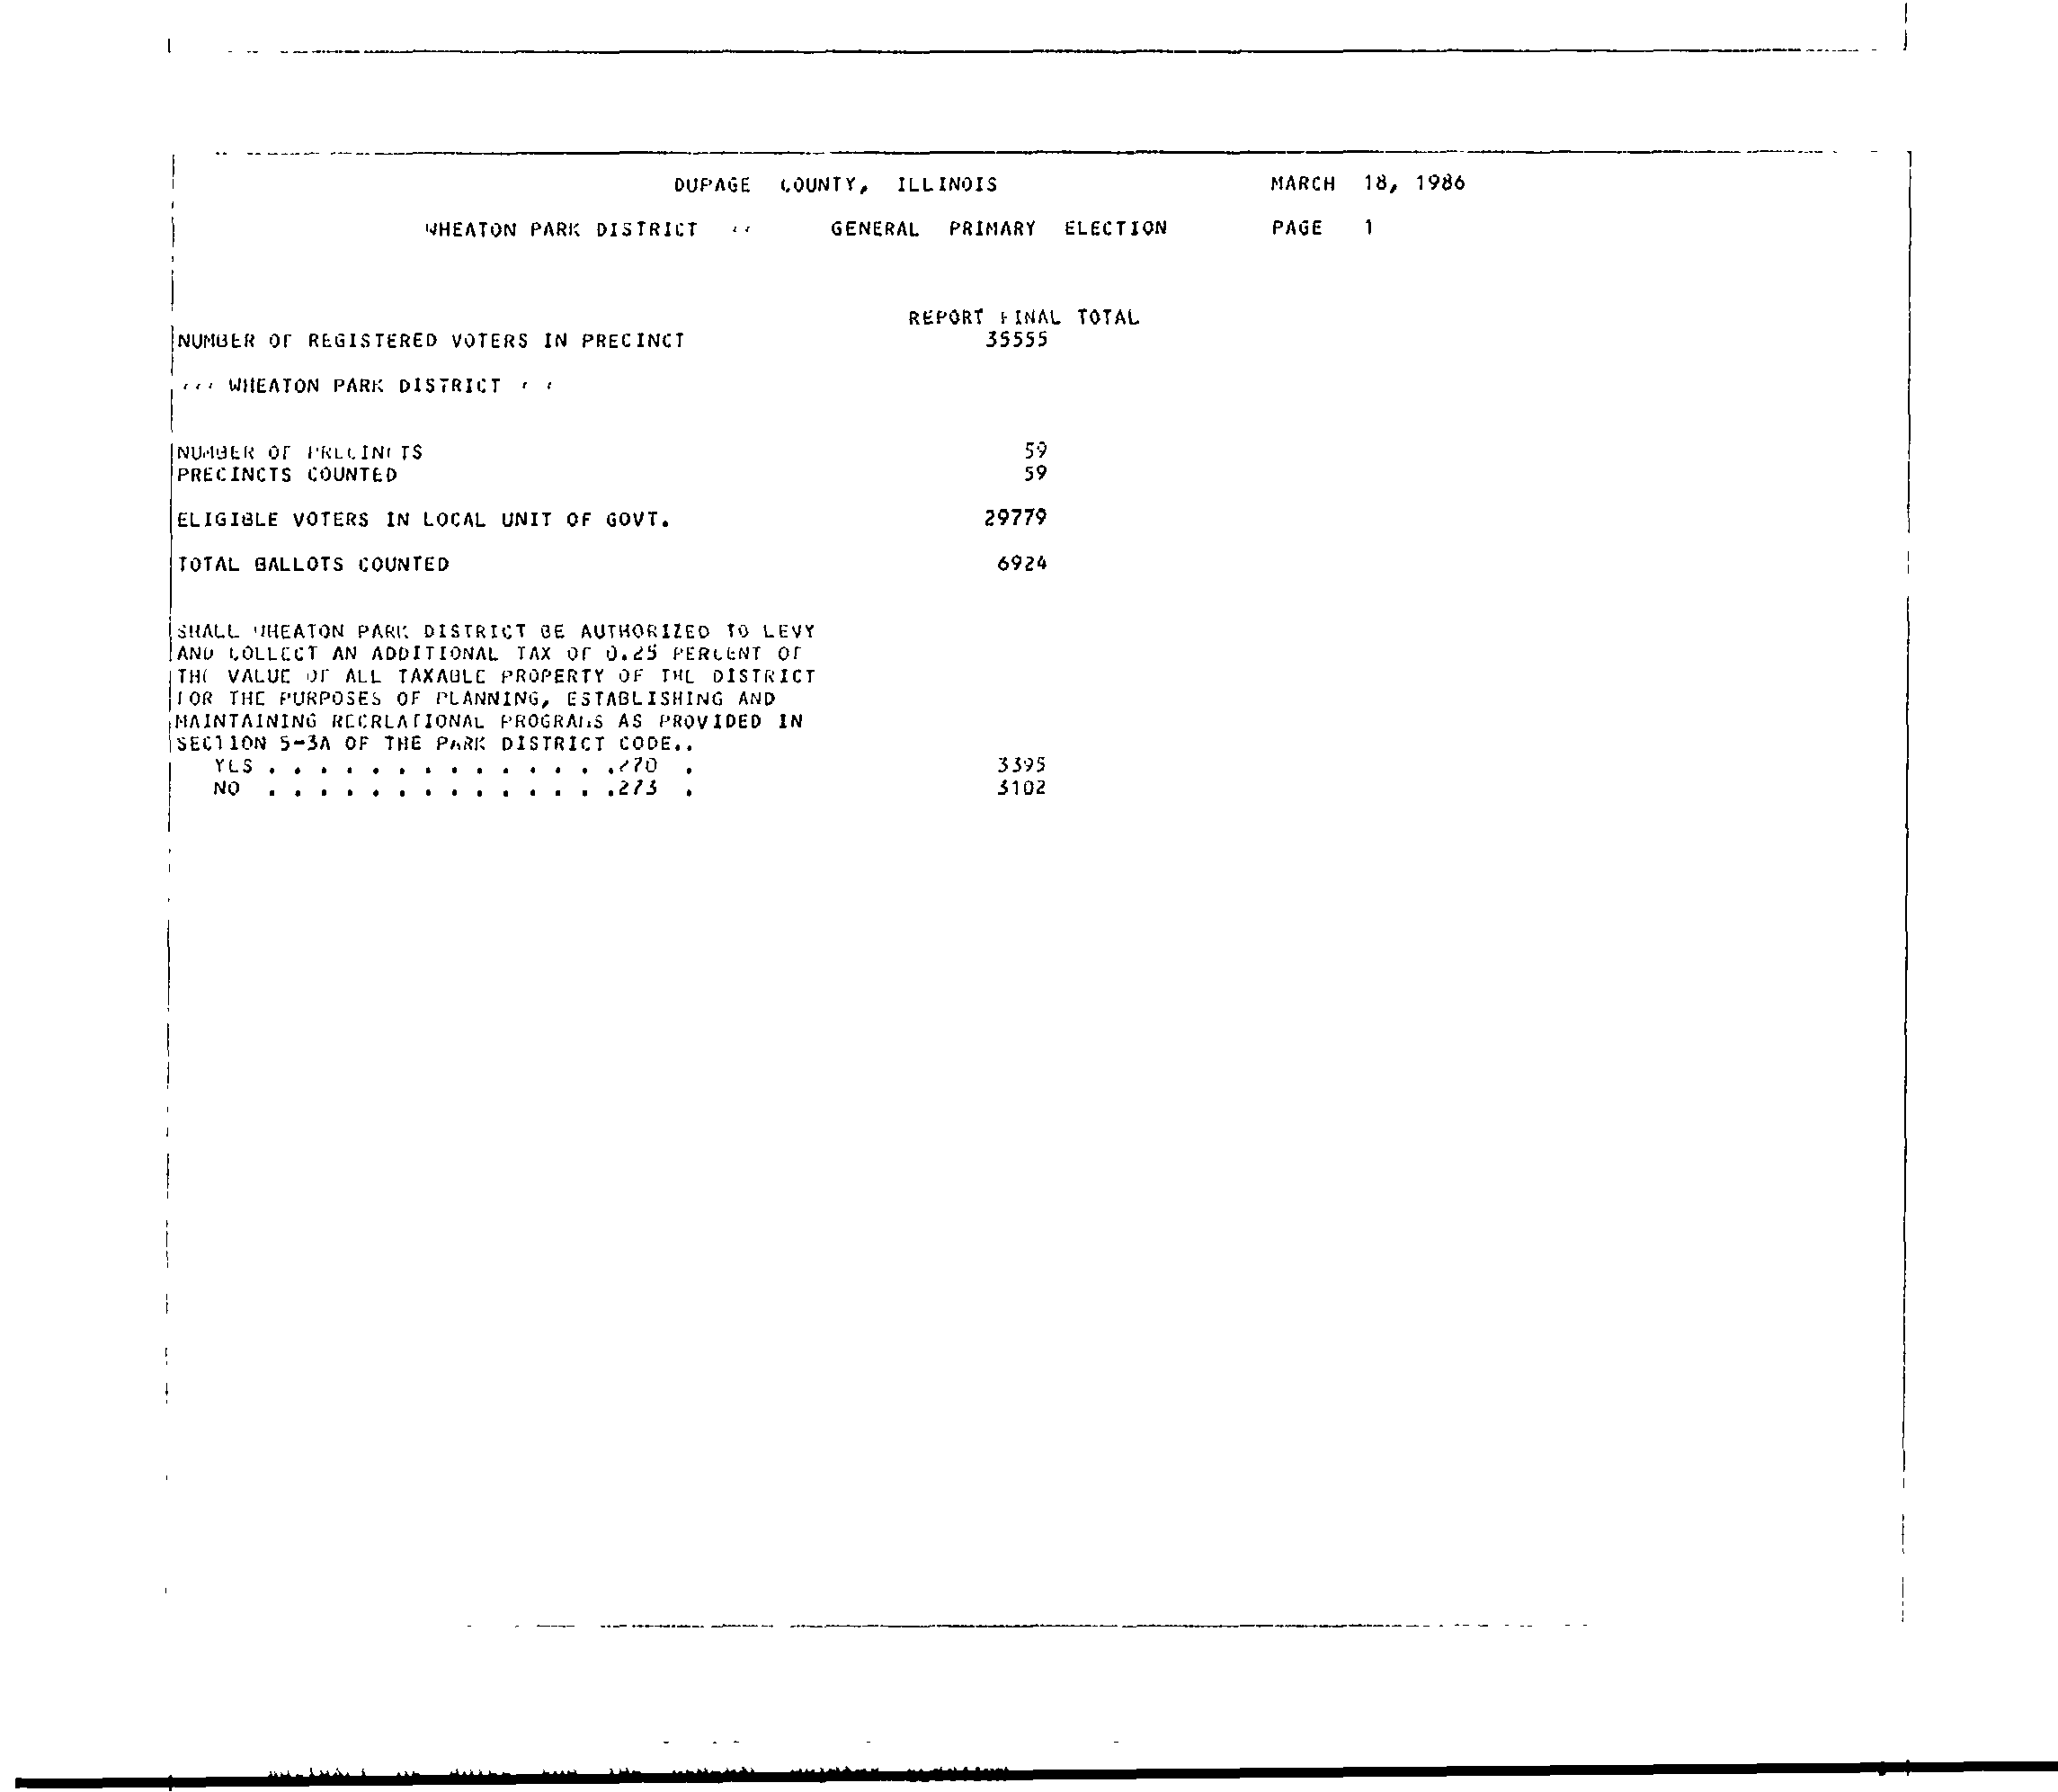 DUPAGE COUNTY, ILLINOIS MARCH 18, 1986
WHEATON PARK DISTRICT GENERAL PRIMARY ELECTION PAGE 1
REPORT FINAL TOTAL
NUMBER OF REGISTERED VOTERS IN PRECINCT 35555
WHEATON PARK DISTRICT
NUMBER OF PRECINCTS 59
PRECINCTS COUNTED 59
ELIGIBLE VOTERS IN LOCAL UNIT OF GOVT. 29779
TOTAL BALLOTS COUNTED 6924
SHALL WHEATON PARK DISTRICT BE AUTHORIZED TO LEVY
AND COLLECT AN ADDITIONAL TAX OF 0.25 PERCENT OF
THE VALUE OF ALL TAXABLE PROPERTY OF THE DISTRICT
FOR THE PURPOSES OF PLANNING, ESTABLISHING AND
MAINTAINING RECREATIONAL PROGRAMS AS PROVIDED IN
SECTION 5-3A OF THE PARK DISTRICT CODE..
YES . . . . . . . . . . . . . .270 . 3395
NO . . . . . . . . . . . . . .273 . 3102